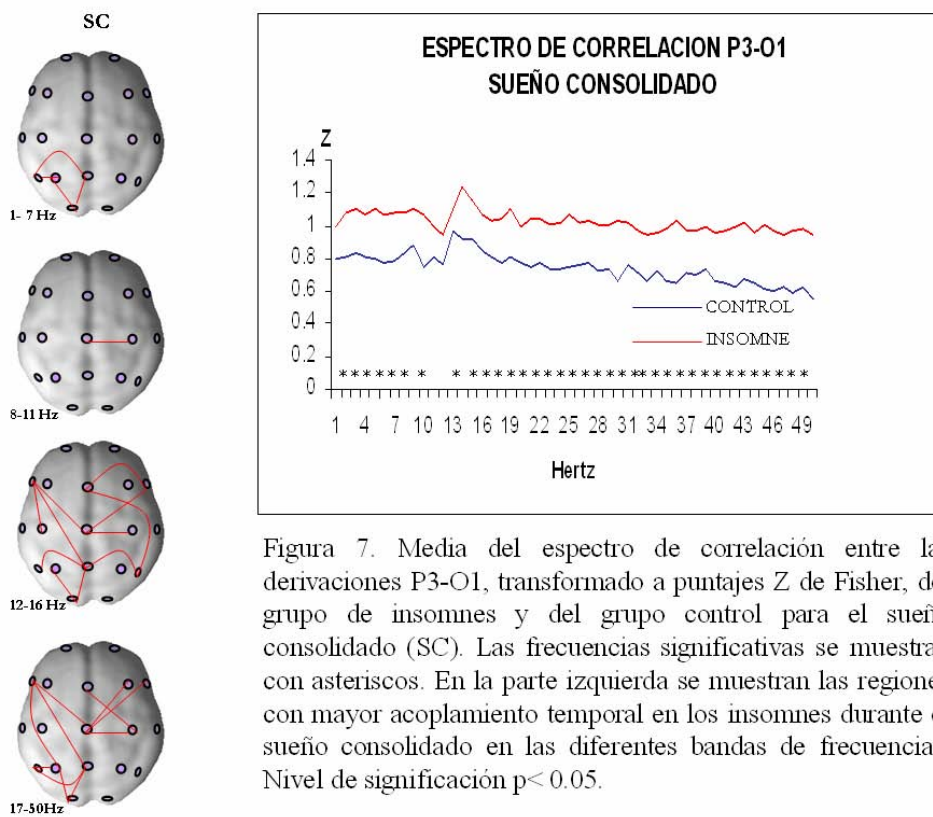 SC
1- 7 Hz
8-11 Hz
12-16 Hz
17-50Hz
ESPECTRO DE CORRELACION P3-O1
SUEÑO CONSOLIDADO
Z
1.4
1.2
1
0.8
0.6
0.4
0.2
0
CONTROL
INSOMNE
* * * * * * * * * * * * * * * * * * * * * * * * * * * * * * * * * * * * *
1 4 7 10 13 16 19 22 25 28 31 34 37 40 43 46 49
Hertz
Figura 7. Media del espectro de correlación entre la
derivaciones P3-O1, transformado a puntajes Z de Fisher, de
grupo de insomnes y del grupo control para el sueñ
consolidado (SC). Las frecuencias significativas se muestra
con asteriscos. En la parte izquierda se muestran las regione
con mayor acoplamiento temporal en los insomnes durante e
sueño consolidado en las diferentes bandas de frecuencia
Nivel de significación p< 0.05.